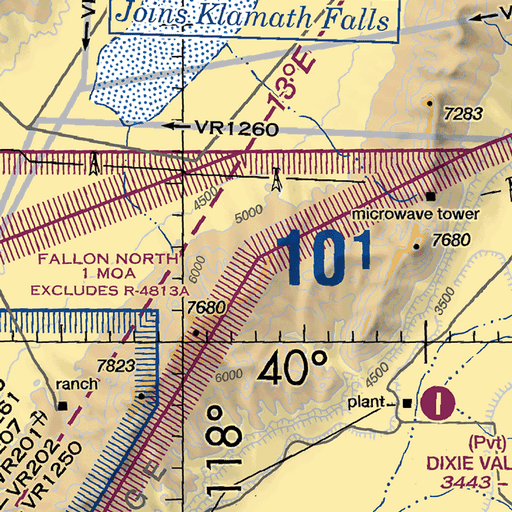 Joins Klamath Falls
13°E
7283
VR1260
4500
5000
microwave tower
7680
101
FALLON NORTH
1 MOA
EXCLUDES R-4813A
6000
3500
7680
40°
7823
6000
4500
ranch
plant
I
118°
VR201
VR202
VR1250
(Pvt)
DIXIE VAL
3443 -